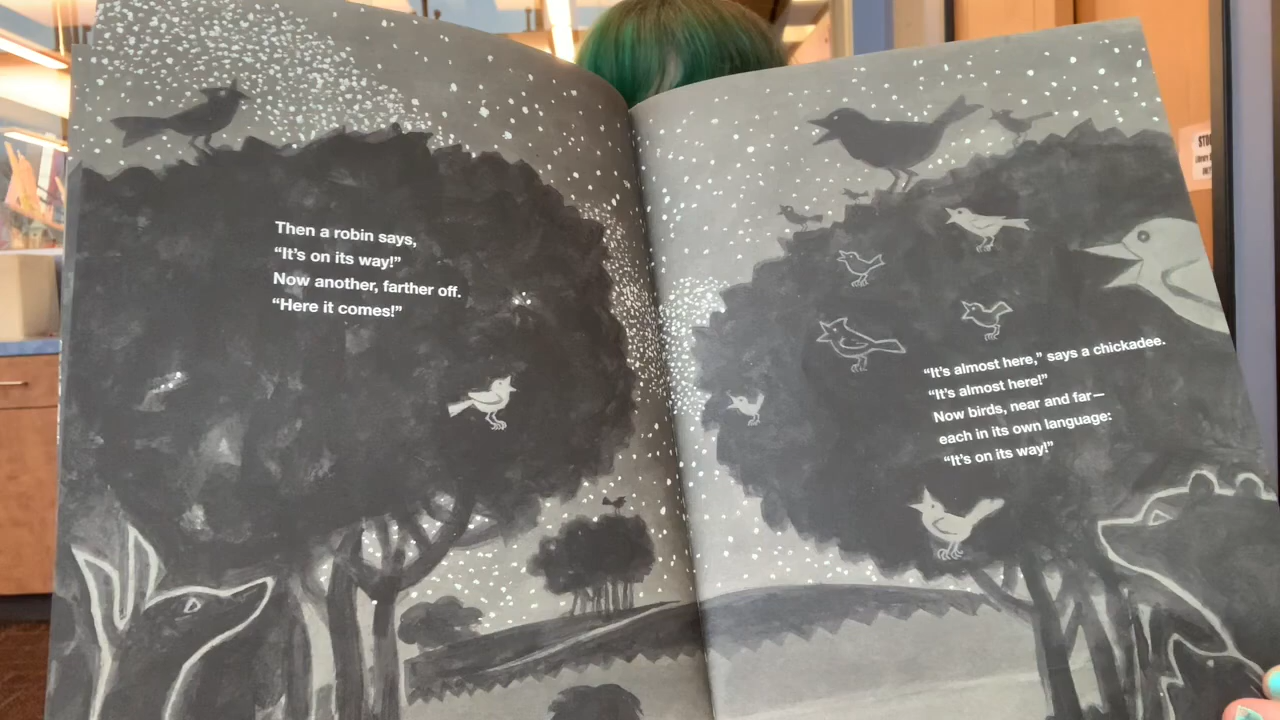 Then a robin says,
“It’s on its way!”
Now another, farther off.
“Here it comes!”
“It’s almost here,” says a chickadee.
“It’s almost here!”
Now birds, near and far—
each in its own language:
“It’s on its way!”